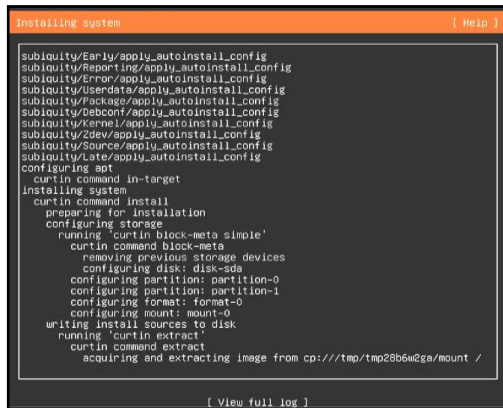 Installing system [ Help ]
subiquity/Early/apply_autoinstall_config
subiquity/Reporting/apply_autoinstall_config
subiquity/Error/apply_autoinstall_config
subiquity/Userdata/apply_autoinstall_config
subiquity/Package/apply_autoinstall_config
subiquity/Debconf/apply_autoinstall_config
subiquity/Kernel/apply_autoinstall_config
subiquity/Zdev/apply_autoinstall_config
subiquity/Source/apply_autoinstall_config
subiquity/Late/apply_autoinstall_config
configuring apt
curtin command in-target
installing system
curtin command install
preparing for installation
configuring storage
running 'curtin block-meta simple'
curtin command block-meta
removing previous storage devices
configuring disk: disk-sda
configuring partition: partition-0
configuring partition: partition-1
configuring format: format-0
configuring mount: mount-0
writing install sources to disk
running 'curtin extract'
curtin command extract
acquiring and extracting image from cp:///tmp/tmp28b6w2ga/mount /
[ View full log ]